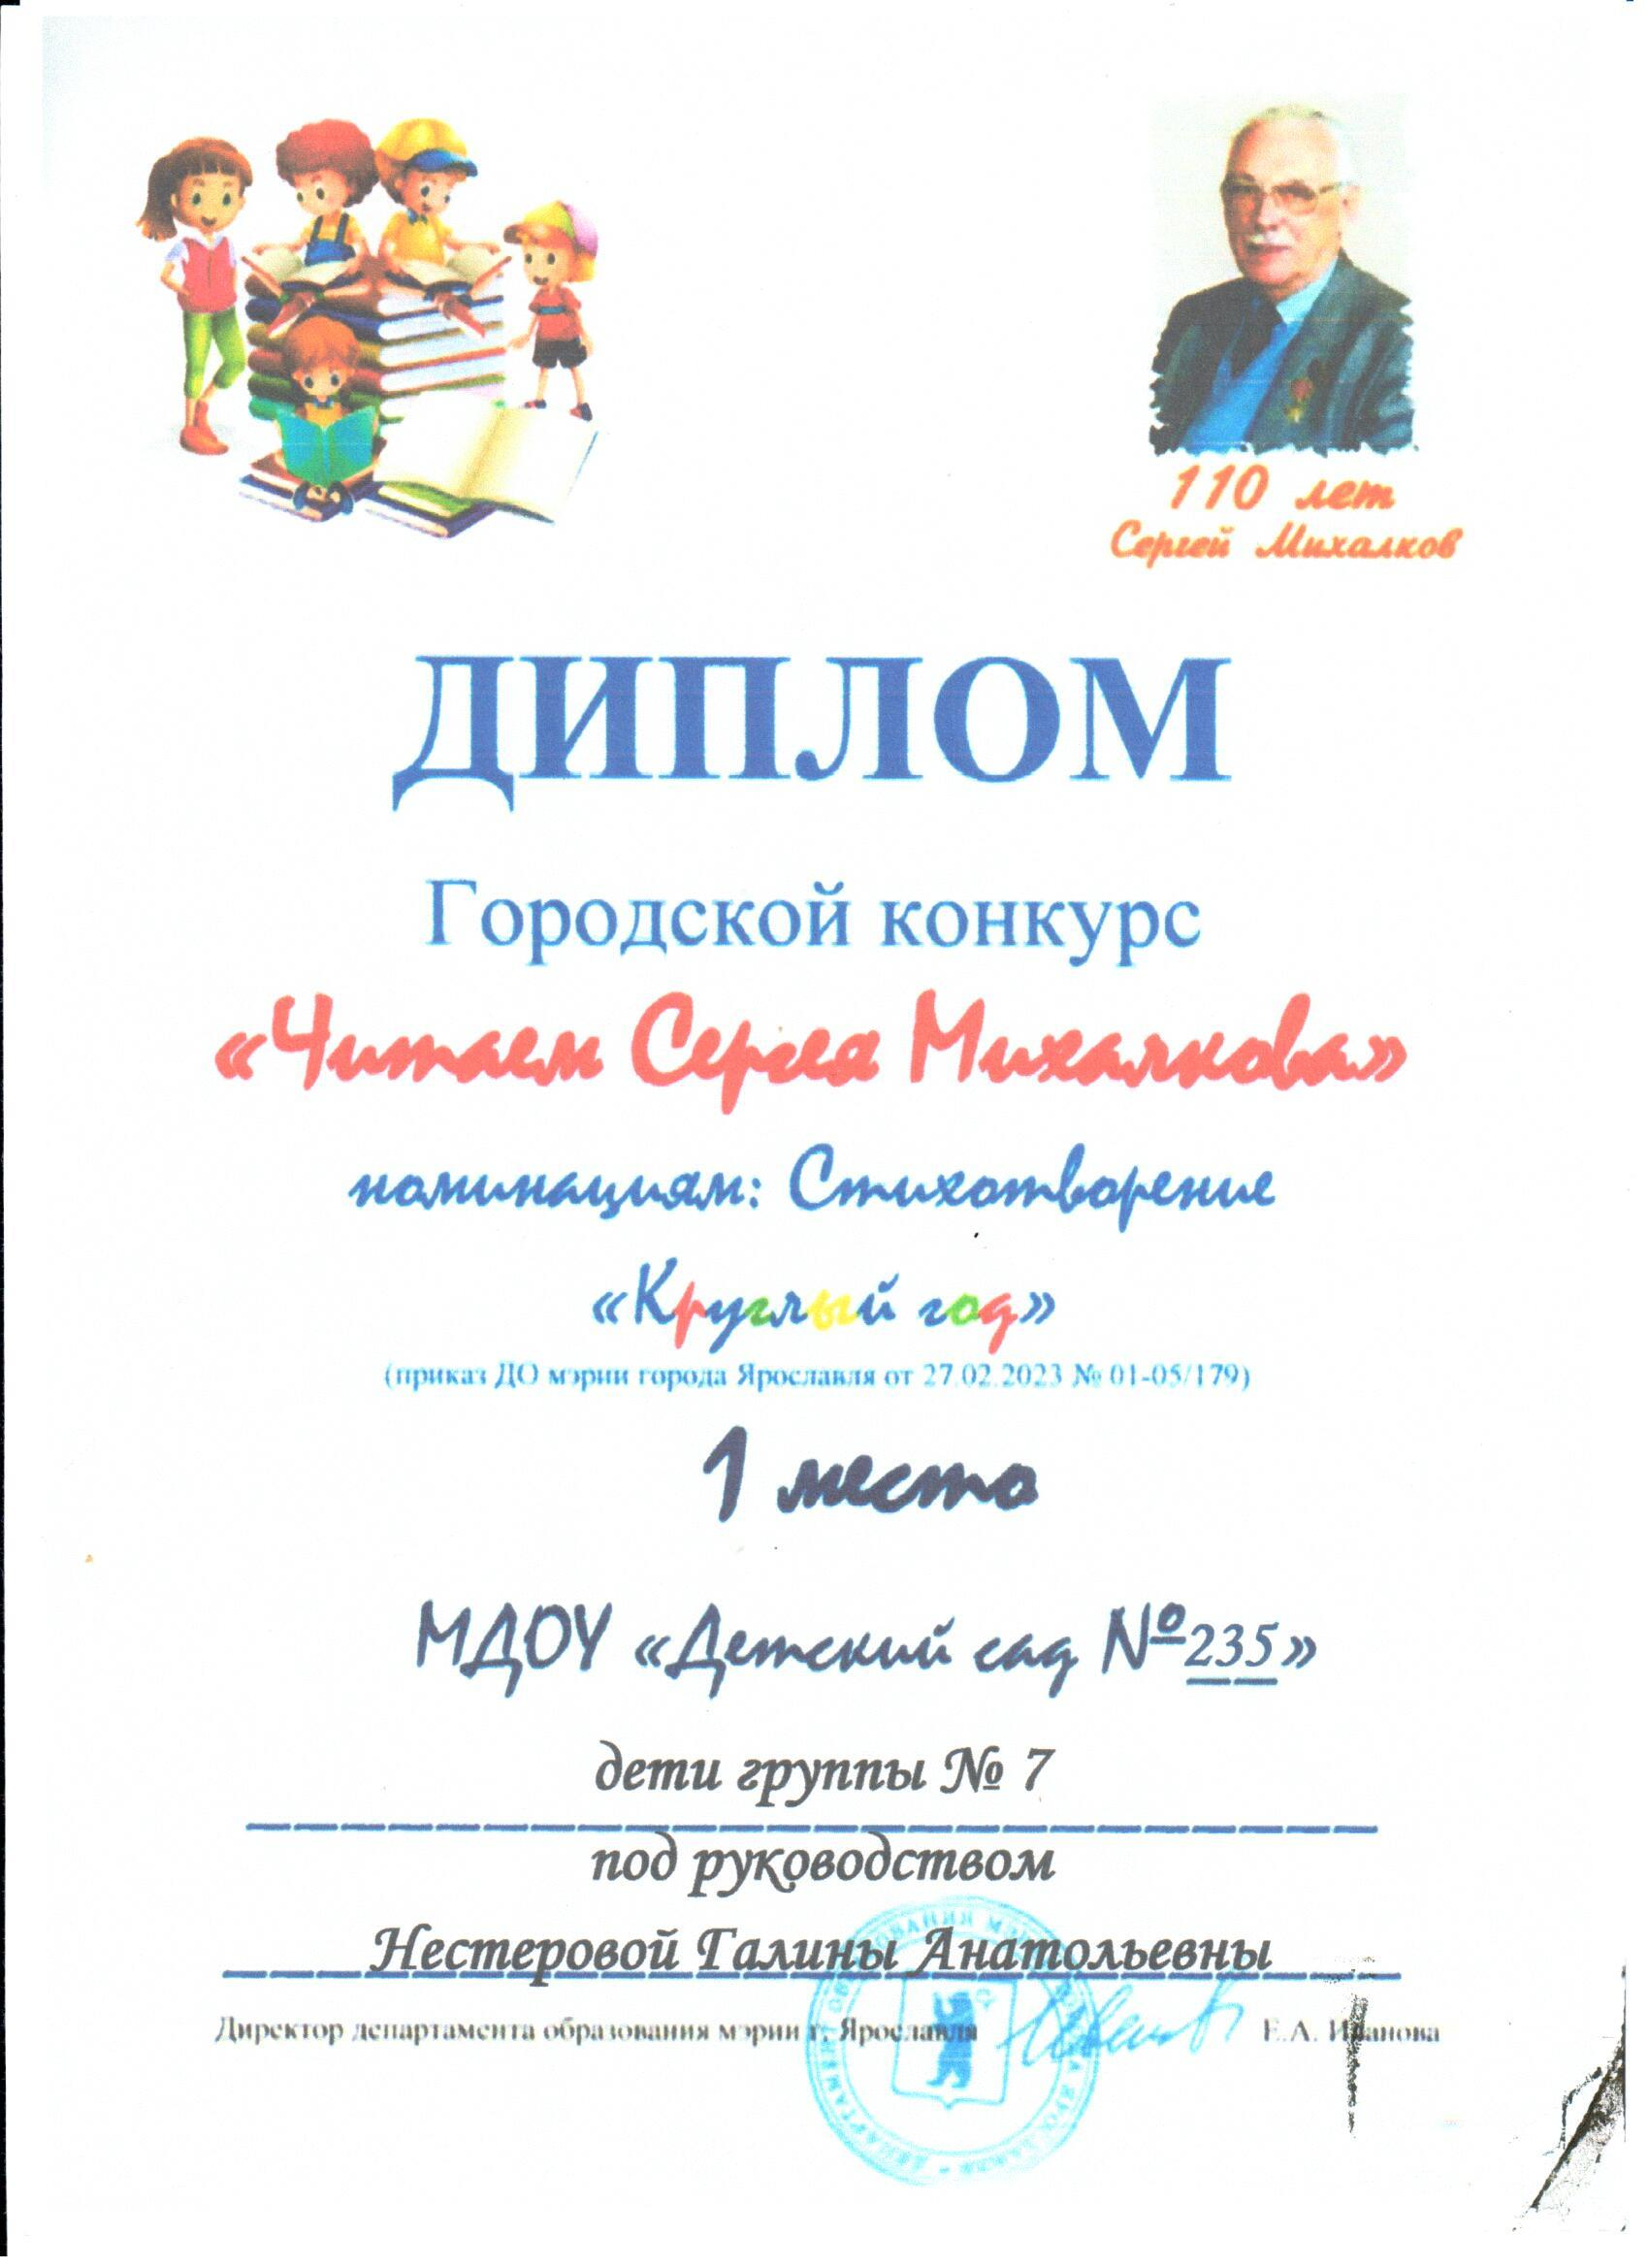 110 лет
Сергей Михалков
ДИПЛОМ
Городской конкурс
«Читаем Сергея Михалкова»
номинациям: Стихотворение
«Круглый год»
(приказ ДО мэрии города Ярославля от 27.02.2023 № 01-05/179)
1 место
МДОУ «Детский сад №235»
дети группы № 7
под руководством
Нестеровой Галины Анатольевны
Директор департамента образования мэрии г. Ярославля Е.А. Иванова